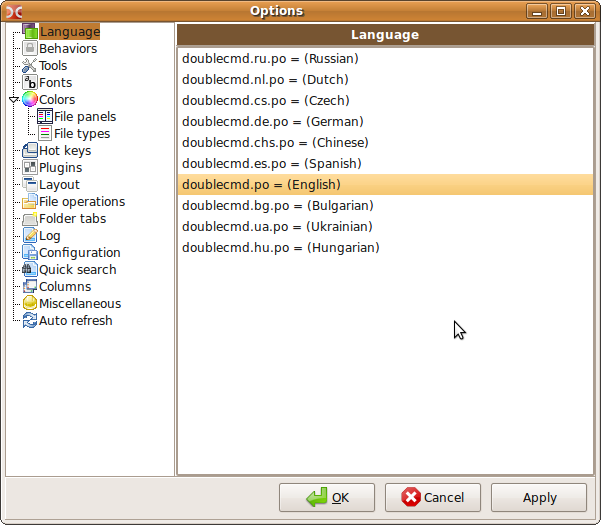 Options
Language
Behaviors
Tools
Fonts
Colors
File panels
File types
Hot keys
Plugins
Layout
File operations
Folder tabs
Log
Configuration
Quick search
Columns
Miscellaneous
Auto refresh
Language
doublecmd.ru.po = (Russian)
doublecmd.nl.po = (Dutch)
doublecmd.cs.po = (Czech)
doublecmd.de.po = (German)
doublecmd.chs.po = (Chinese)
doublecmd.es.po = (Spanish)
doublecmd.po = (English)
doublecmd.bg.po = (Bulgarian)
doublecmd.ua.po = (Ukrainian)
doublecmd.hu.po = (Hungarian)
OK
Cancel
Apply